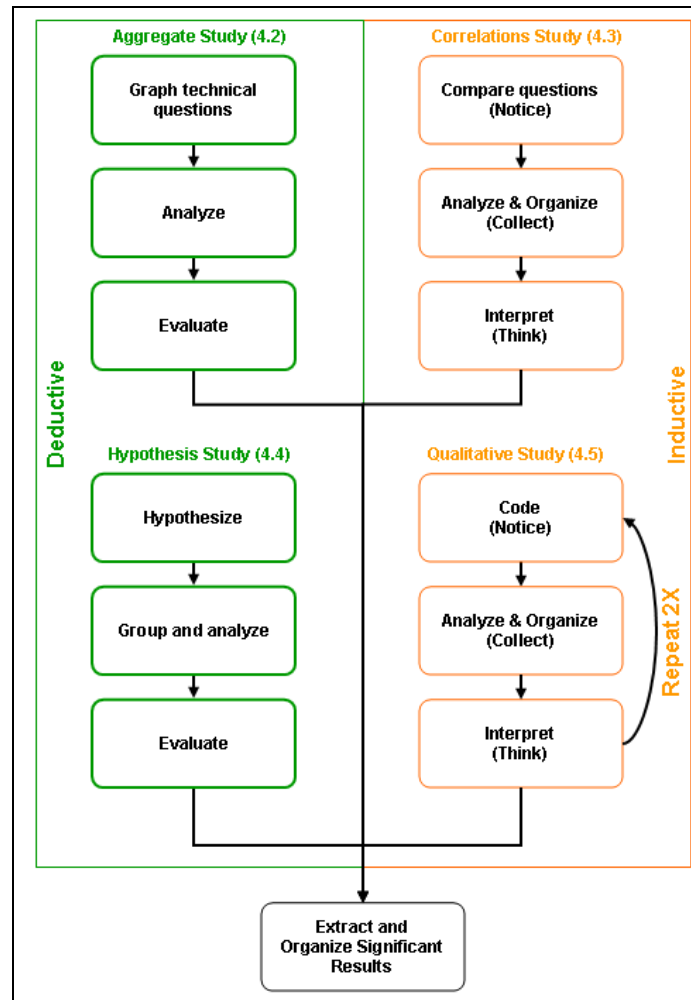 Aggregate Study (4.2)
Graph technical
questions
Analyze
Evaluate
Correlations Study (4.3)
Compare questions
(Notice)
Analyze & Organize
(Collect)
Interpret
(Think)
Deductive
Inductive
Hypothesis Study (4.4)
Hypothesize
Group and analyze
Evaluate
Qualitative Study (4.5)
Code
(Notice)
Analyze & Organize
(Collect)
Interpret
(Think)
Repeat 2X
Extract and
Organize Significant
Results